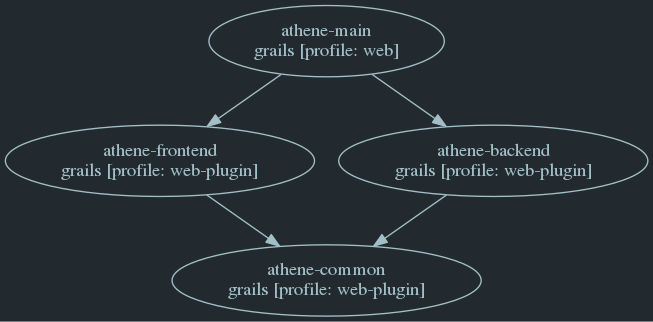 athene-main
grails [profile: web]
athene-frontend
grails [profile: web-plugin]
athene-backend
grails [profile: web-plugin]
athene-common
grails [profile: web-plugin]